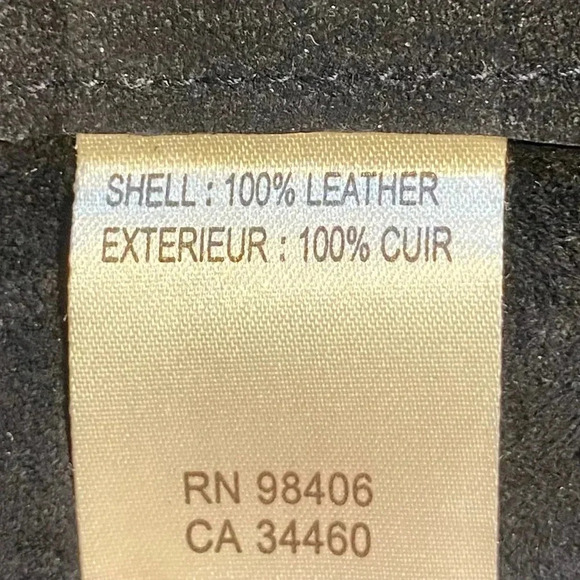 SHELL : 100% LEATHER
EXTERIEUR : 100% CUIR
RN 98406
CA 34460